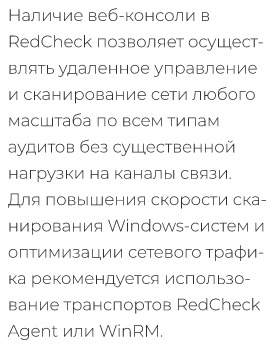 Наличие веб-консоли в
RedCheck позволяет осущест-
влять удаленное управление
и сканирование сети любого
масштаба по всем типам
аудитов без существенной
нагрузки на каналы связи.
Для повышения скорости ска-
нирования Windows-систем и
оптимизации сетевого трафи-
ка рекомендуется использо-
вание транспортов RedCheck
Agent или WinRM.